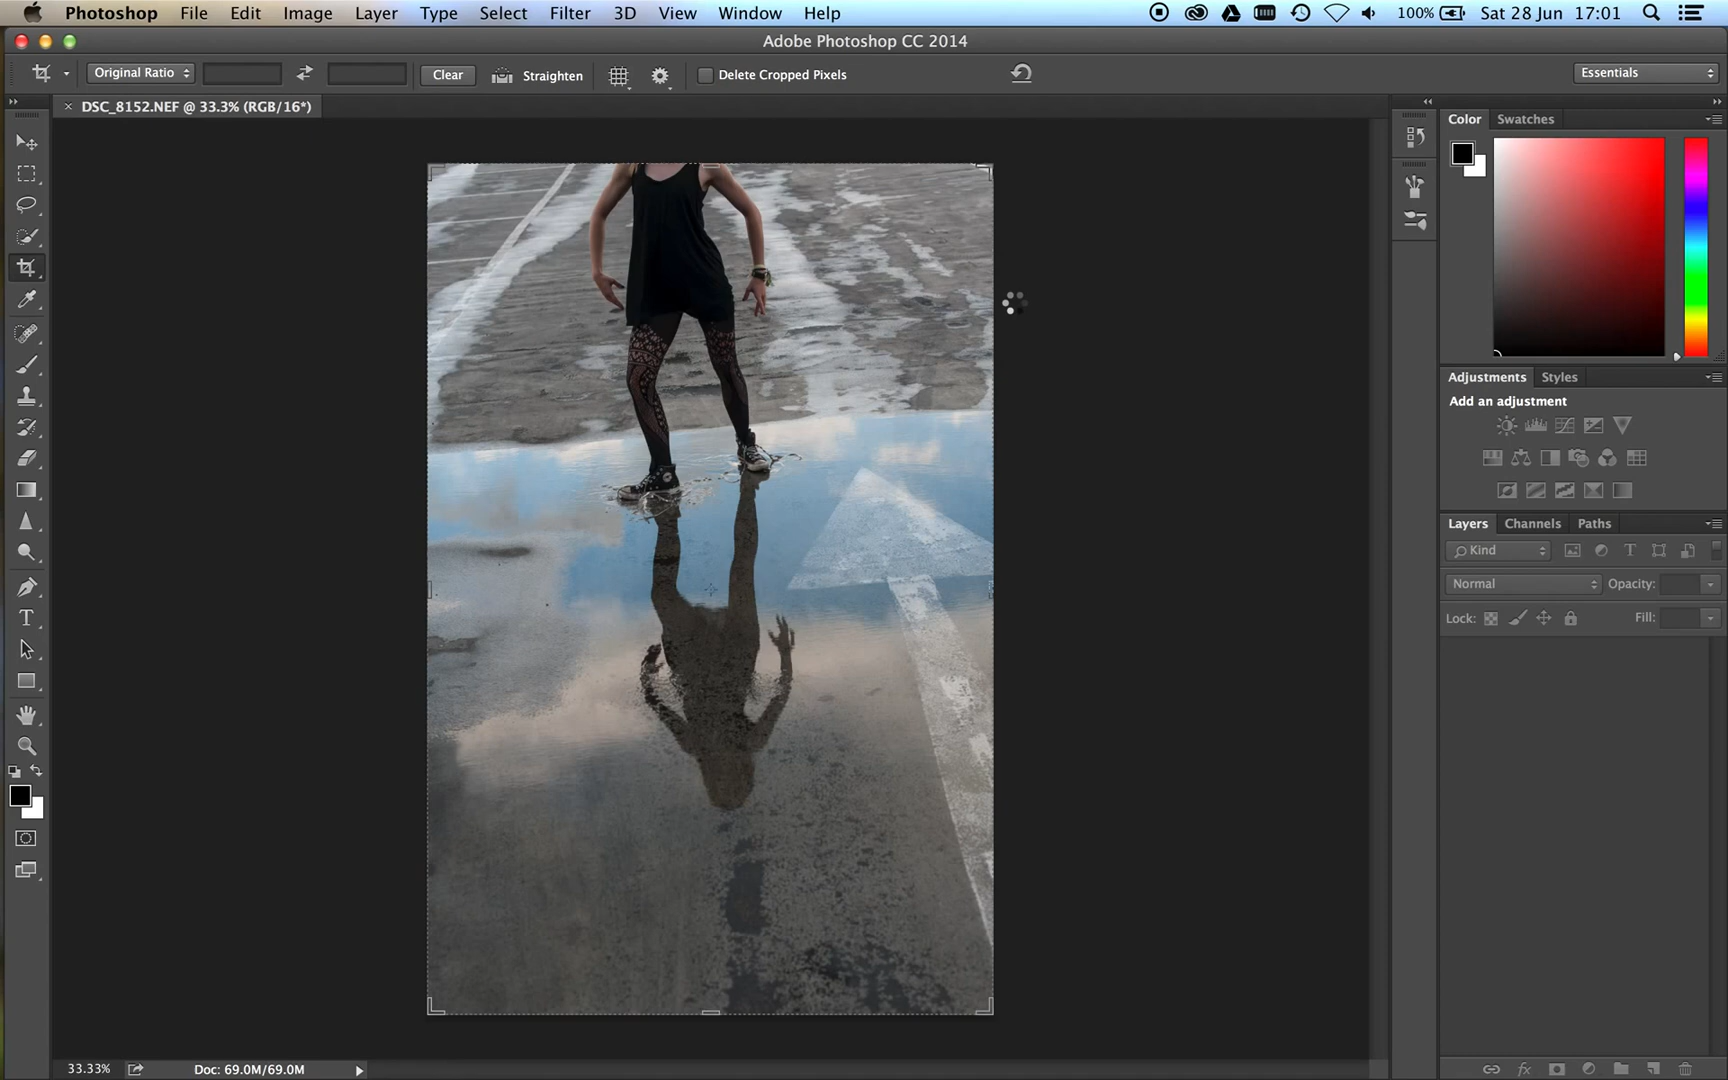 Photoshop File Edit Image Layer Type Select Filter 3D View Window Help 100% Sat 28 Jun 17:01
Adobe Photoshop CC 2014
Original Ratio Clear Straighten Delete Cropped Pixels Essentials
× DSC_8152.NEF @ 33.3% (RGB/16*)
Color Swatches
Adjustments Styles
Add an adjustment
Layers Channels Paths
Kind T
Normal Opacity:
Lock: Fill:
T
33.33% Doc: 69.0M/69.0M
fx